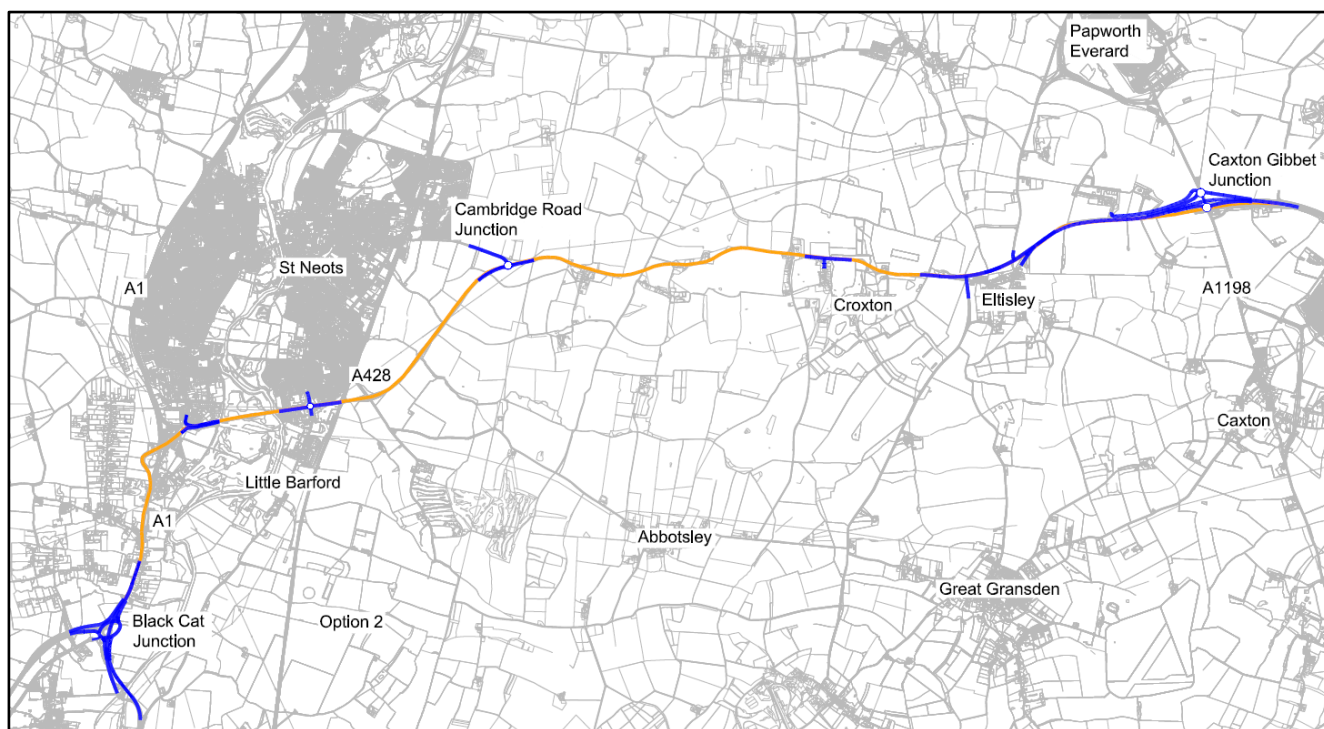 Papworth
Everard
Caxton Gibbet
Junction
Cambridge Road
Junction
St Neots
A1
A1198
Croxton
Eltisley
A428
Caxton
Little Barford
A1
Abbotsley
Great Gransden
Black Cat
Junction
Option 2